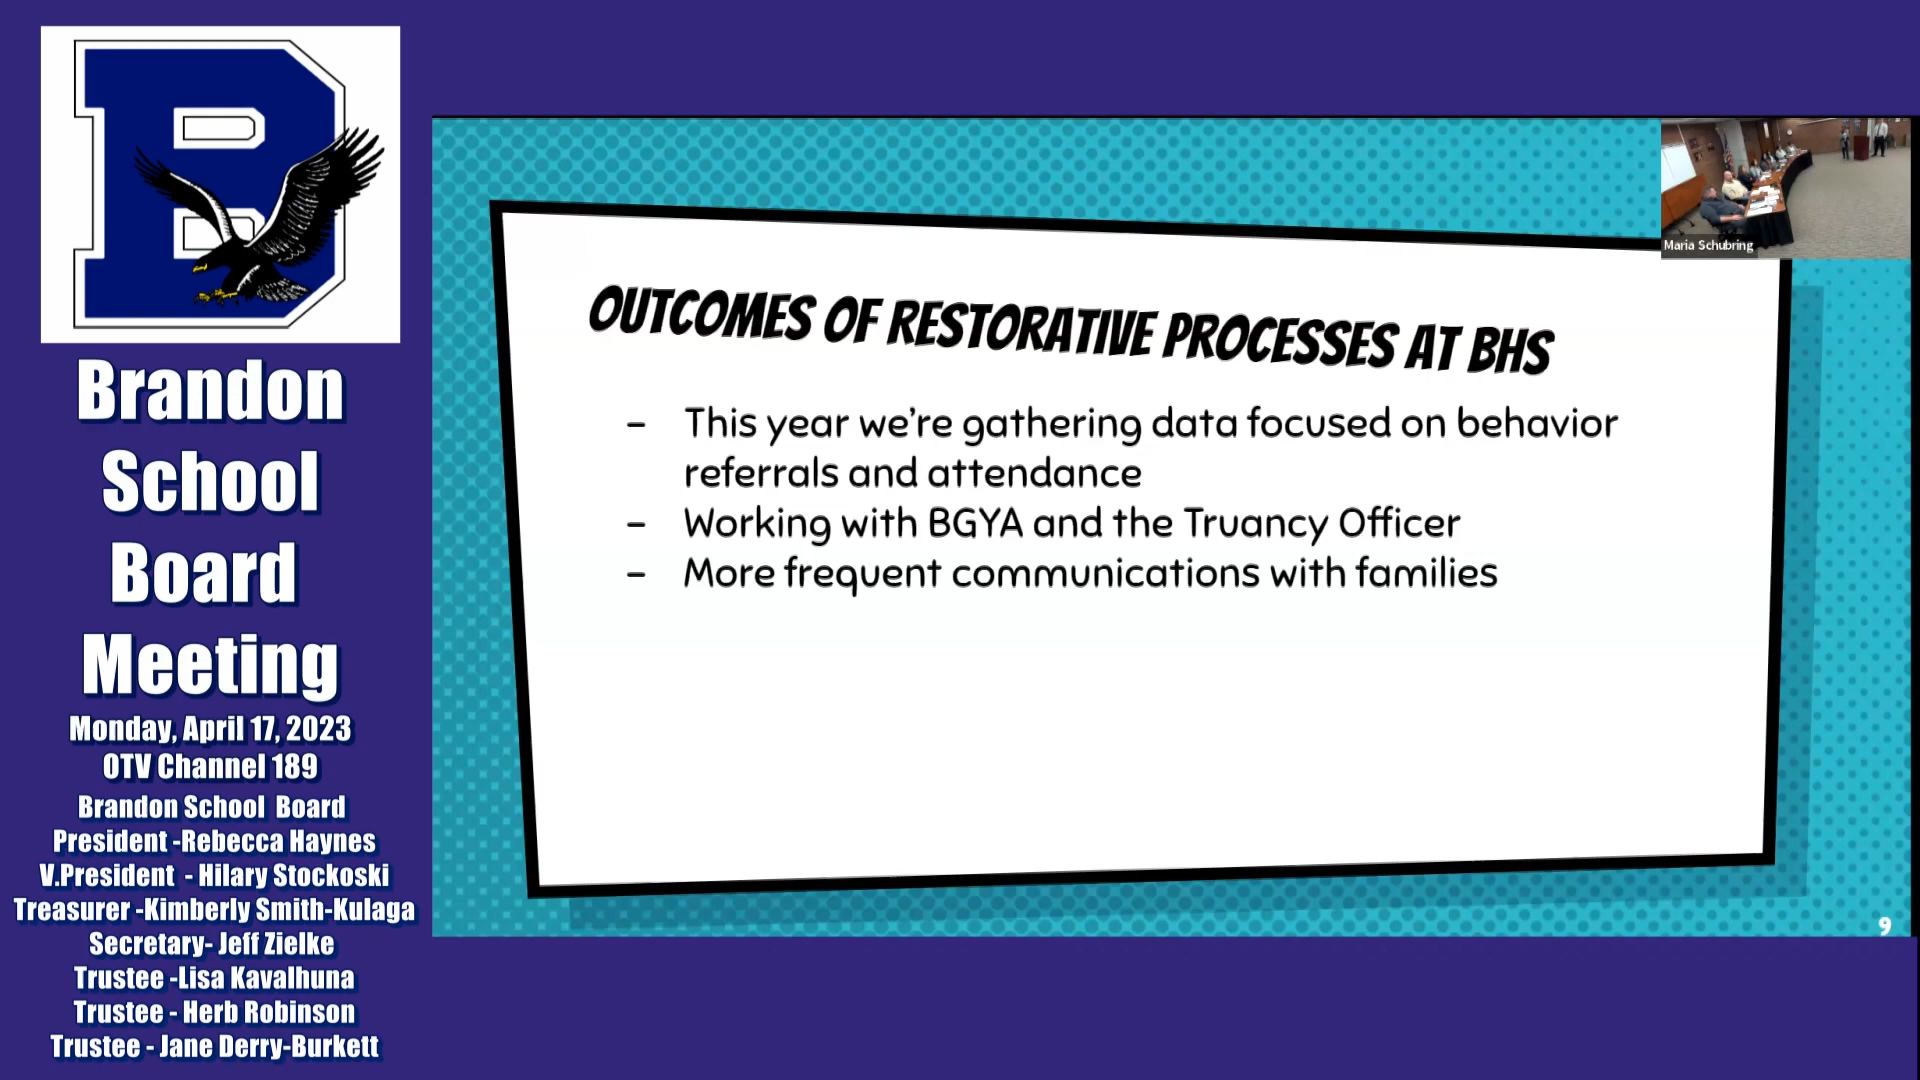 B
Brandon
School
Board
Meeting
Monday, April 17, 2023
OTV Channel 189
Brandon School Board
President -Rebecca Haynes
V.President - Hilary Stockoski
Treasurer -Kimberly Smith-Kulaga
Secretary- Jeff Zielke
Trustee -Lisa Kavalhuna
Trustee - Herb Robinson
Trustee - Jane Derry-Burkett
Maria Schubring
OUTCOMES OF RESTORATIVE PROCESSES AT BHS
- This year we're gathering data focused on behavior
referrals and attendance
- Working with BGYA and the Truancy Officer
- More frequent communications with families
9